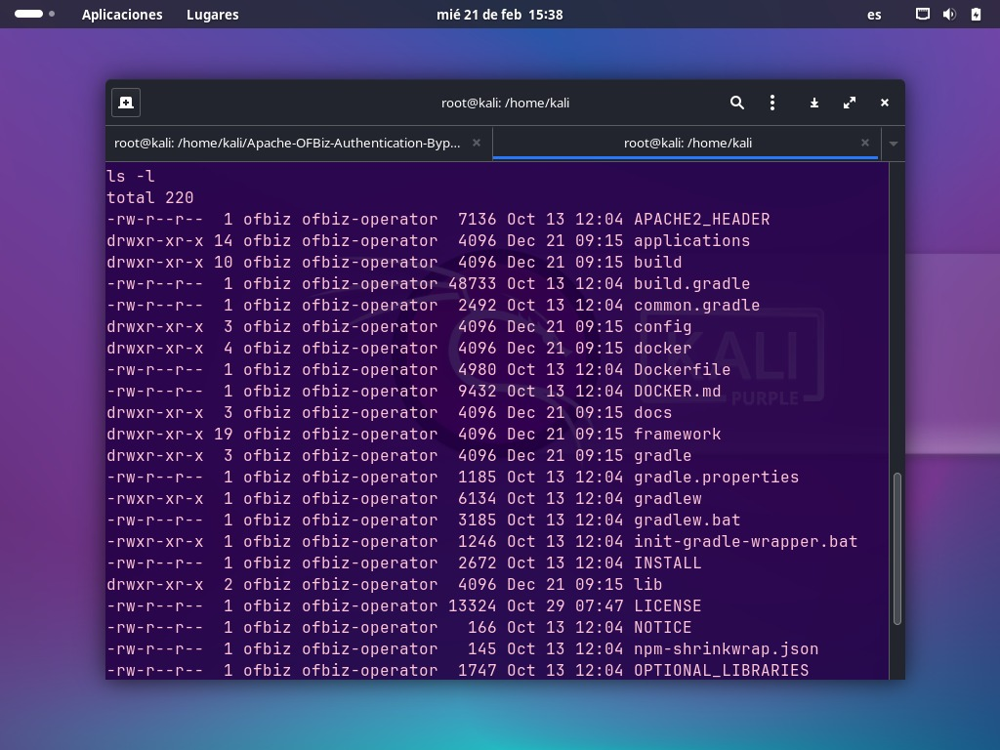 Aplicaciones Lugares mié 21 de feb 15:38 es
root@kali: /home/kali
root@kali: /home/kali/Apache-OFBiz-Authentication-Byp... root@kali: /home/kali
ls -l
total 220
-rw-r--r--  1 ofbiz ofbiz-operator  7136 Oct 13 12:04 APACHE2_HEADER
drwxr-xr-x 14 ofbiz ofbiz-operator  4096 Dec 21 09:15 applications
drwxr-xr-x 10 ofbiz ofbiz-operator  4096 Dec 21 09:15 build
-rw-r--r--  1 ofbiz ofbiz-operator 48733 Oct 13 12:04 build.gradle
-rw-r--r--  1 ofbiz ofbiz-operator  2492 Oct 13 12:04 common.gradle
drwxr-xr-x  3 ofbiz ofbiz-operator  4096 Dec 21 09:15 config
drwxr-xr-x  4 ofbiz ofbiz-operator  4096 Dec 21 09:15 docker
-rw-r--r--  1 ofbiz ofbiz-operator  4980 Oct 13 12:04 Dockerfile
-rw-r--r--  1 ofbiz ofbiz-operator  9432 Oct 13 12:04 DOCKER.md
drwxr-xr-x  3 ofbiz ofbiz-operator  4096 Dec 21 09:15 docs
drwxr-xr-x 19 ofbiz ofbiz-operator  4096 Dec 21 09:15 framework
drwxr-xr-x  3 ofbiz ofbiz-operator  4096 Dec 21 09:15 gradle
-rw-r--r--  1 ofbiz ofbiz-operator  1185 Oct 13 12:04 gradle.properties
-rwxr-xr-x  1 ofbiz ofbiz-operator  6134 Oct 13 12:04 gradlew
-rw-r--r--  1 ofbiz ofbiz-operator  3185 Oct 13 12:04 gradlew.bat
-rwxr-xr-x  1 ofbiz ofbiz-operator  1246 Oct 13 12:04 init-gradle-wrapper.bat
-rw-r--r--  1 ofbiz ofbiz-operator  2672 Oct 13 12:04 INSTALL
drwxr-xr-x  2 ofbiz ofbiz-operator  4096 Dec 21 09:15 lib
-rw-r--r--  1 ofbiz ofbiz-operator 13324 Oct 29 07:47 LICENSE
-rw-r--r--  1 ofbiz ofbiz-operator   166 Oct 13 12:04 NOTICE
-rw-r--r--  1 ofbiz ofbiz-operator   145 Oct 13 12:04 npm-shrinkwrap.json
-rw-r--r--  1 ofbiz ofbiz-operator  1747 Oct 13 12:04 OPTIONAL_LIBRARIES
KALI
PURPLE